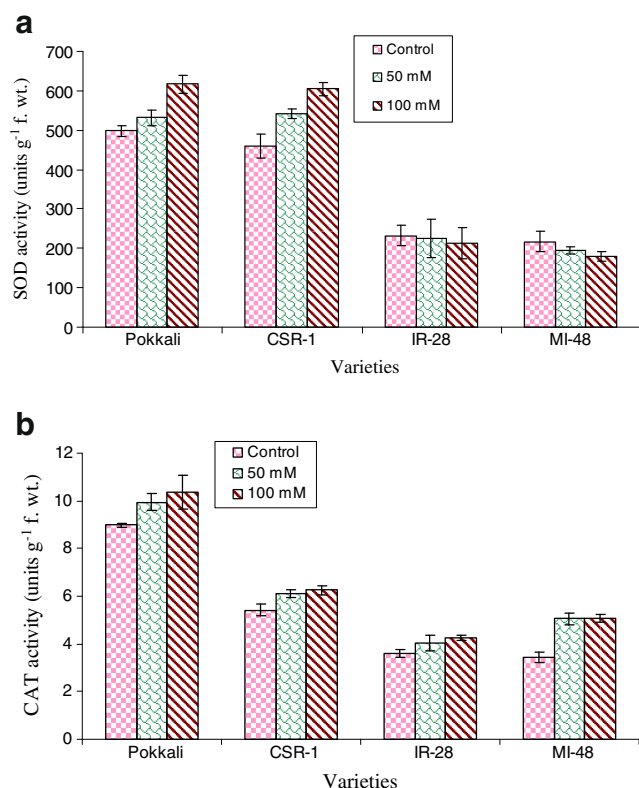 a
SOD activity (units g⁻¹ f. wt.)
700
600
500
400
300
200
100
0
Control
50 mM
100 mM
Pokkali CSR-1 IR-28 MI-48
Varieties
b
CAT activity (units g⁻¹ f. wt.)
12
10
8
6
4
2
0
Control
50 mM
100 mM
Pokkali CSR-1 IR-28 MI-48
Varieties